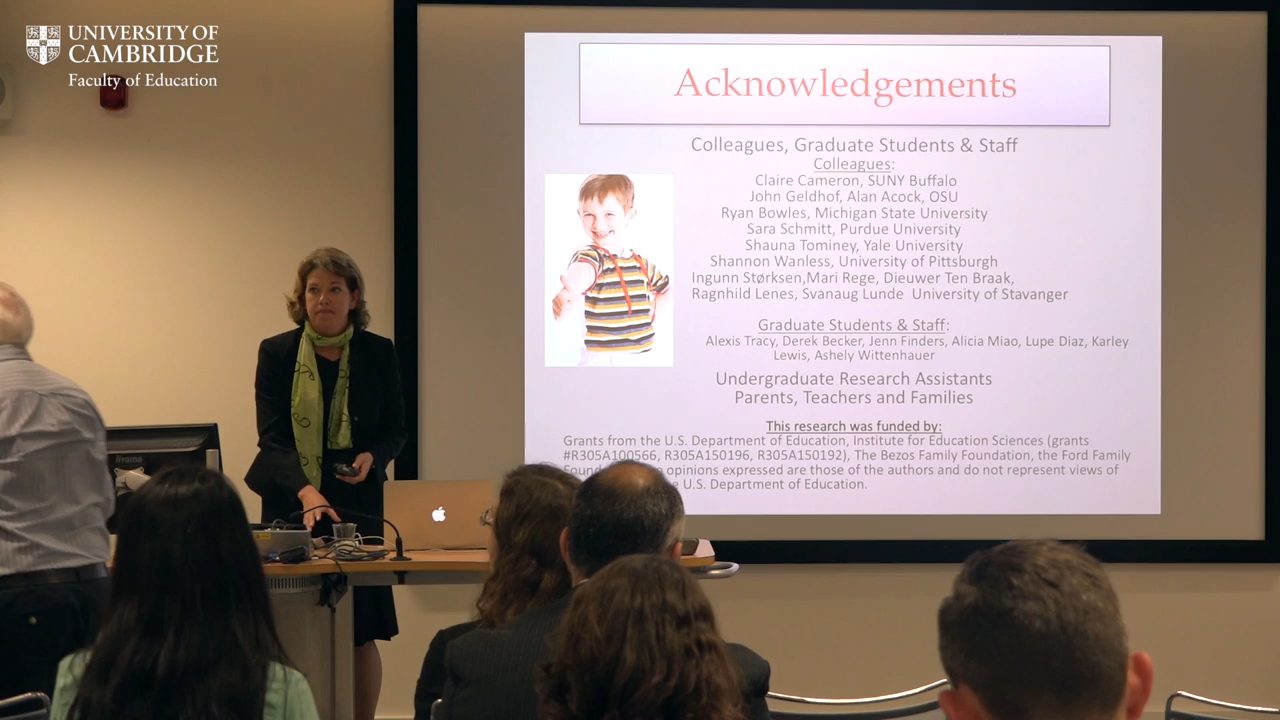 UNIVERSITY OF
CAMBRIDGE
Faculty of Education
Acknowledgements
Colleagues, Graduate Students & Staff
Colleagues:
Claire Cameron, SUNY Buffalo
John Geldhof, Alan Acock, OSU
Ryan Bowles, Michigan State University
Sara Schmitt, Purdue University
Shauna Tominey, Yale University
Shannon Wanless, University of Pittsburgh
Ingunn Størksen,Mari Rege, Dieuwer Ten Braak,
Ragnhild Lenes, Svanaug Lunde University of Stavanger
Graduate Students & Staff:
Alexis Tracy, Derek Becker, Jenn Finders, Alicia Miao, Lupe Diaz, Karley
Lewis, Ashely Wittenhauer
Undergraduate Research Assistants
Parents, Teachers and Families
This research was funded by:
Grants from the U.S. Department of Education, Institute for Education Sciences (grants
#R305A100566, R305A150196, R305A150192), The Bezos Family Foundation, the Ford Family
opinions expressed are those of the authors and do not represent views of
U.S. Department of Education.
iiyama